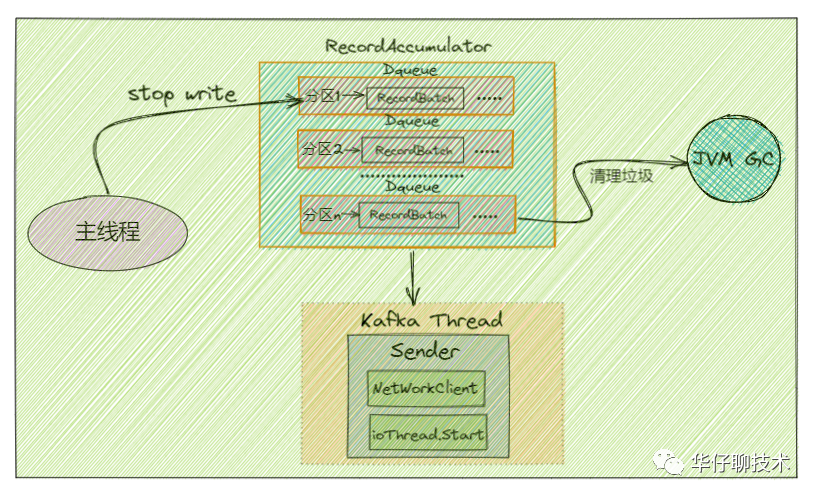 RecordAccumulator
Dqueue
stop write
分区1
RecordBatch
.....
Dqueue
分区2
RecordBatch
.....
JVM GC
清理垃圾
Dqueue
分区n
RecordBatch
.....
主线程
Kafka Thread
Sender
NetWorkClient
ioThread.Start
华仔聊技术